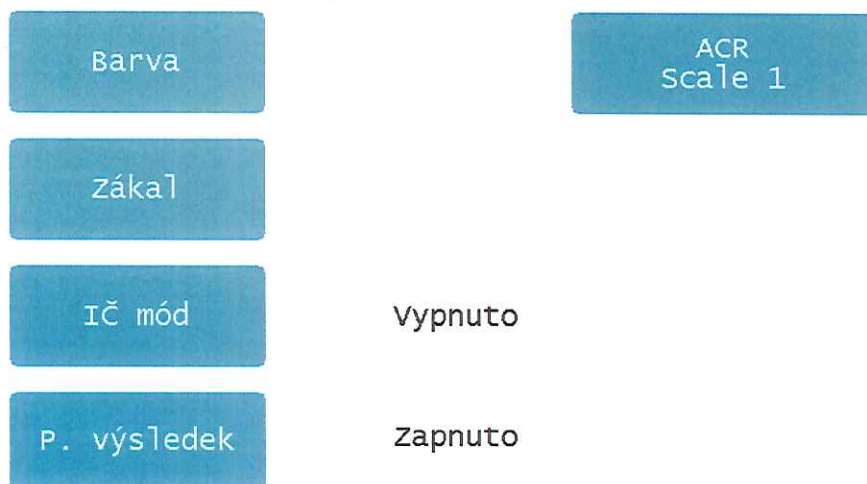 Barva
ACR
Scale 1
Zákal
IČ mód
Vypnuto
P. výsledek
Zapnuto